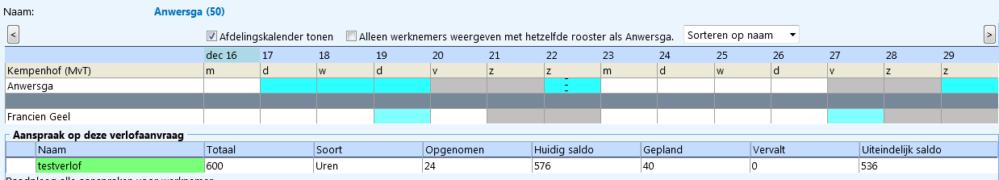 Naam: Anwersga (50)
< Afdelingskalender tonen Alleen werknemers weergeven met hetzelfde rooster als Anwersga. Sorteren op naam >
dec 16 17 18 19 20 21 22 23 24 25 26 27 28 29
Kempenhof (MvT) m d w d v z z m d w d v z z
Anwersga
Francien Geel
Aanspraak op deze verlofaanvraag
Naam Totaal Soort Opgenomen Huidig saldo Gepland Vervalt Uiteindelijk saldo
testverlof 600 Uren 24 576 40 0 536